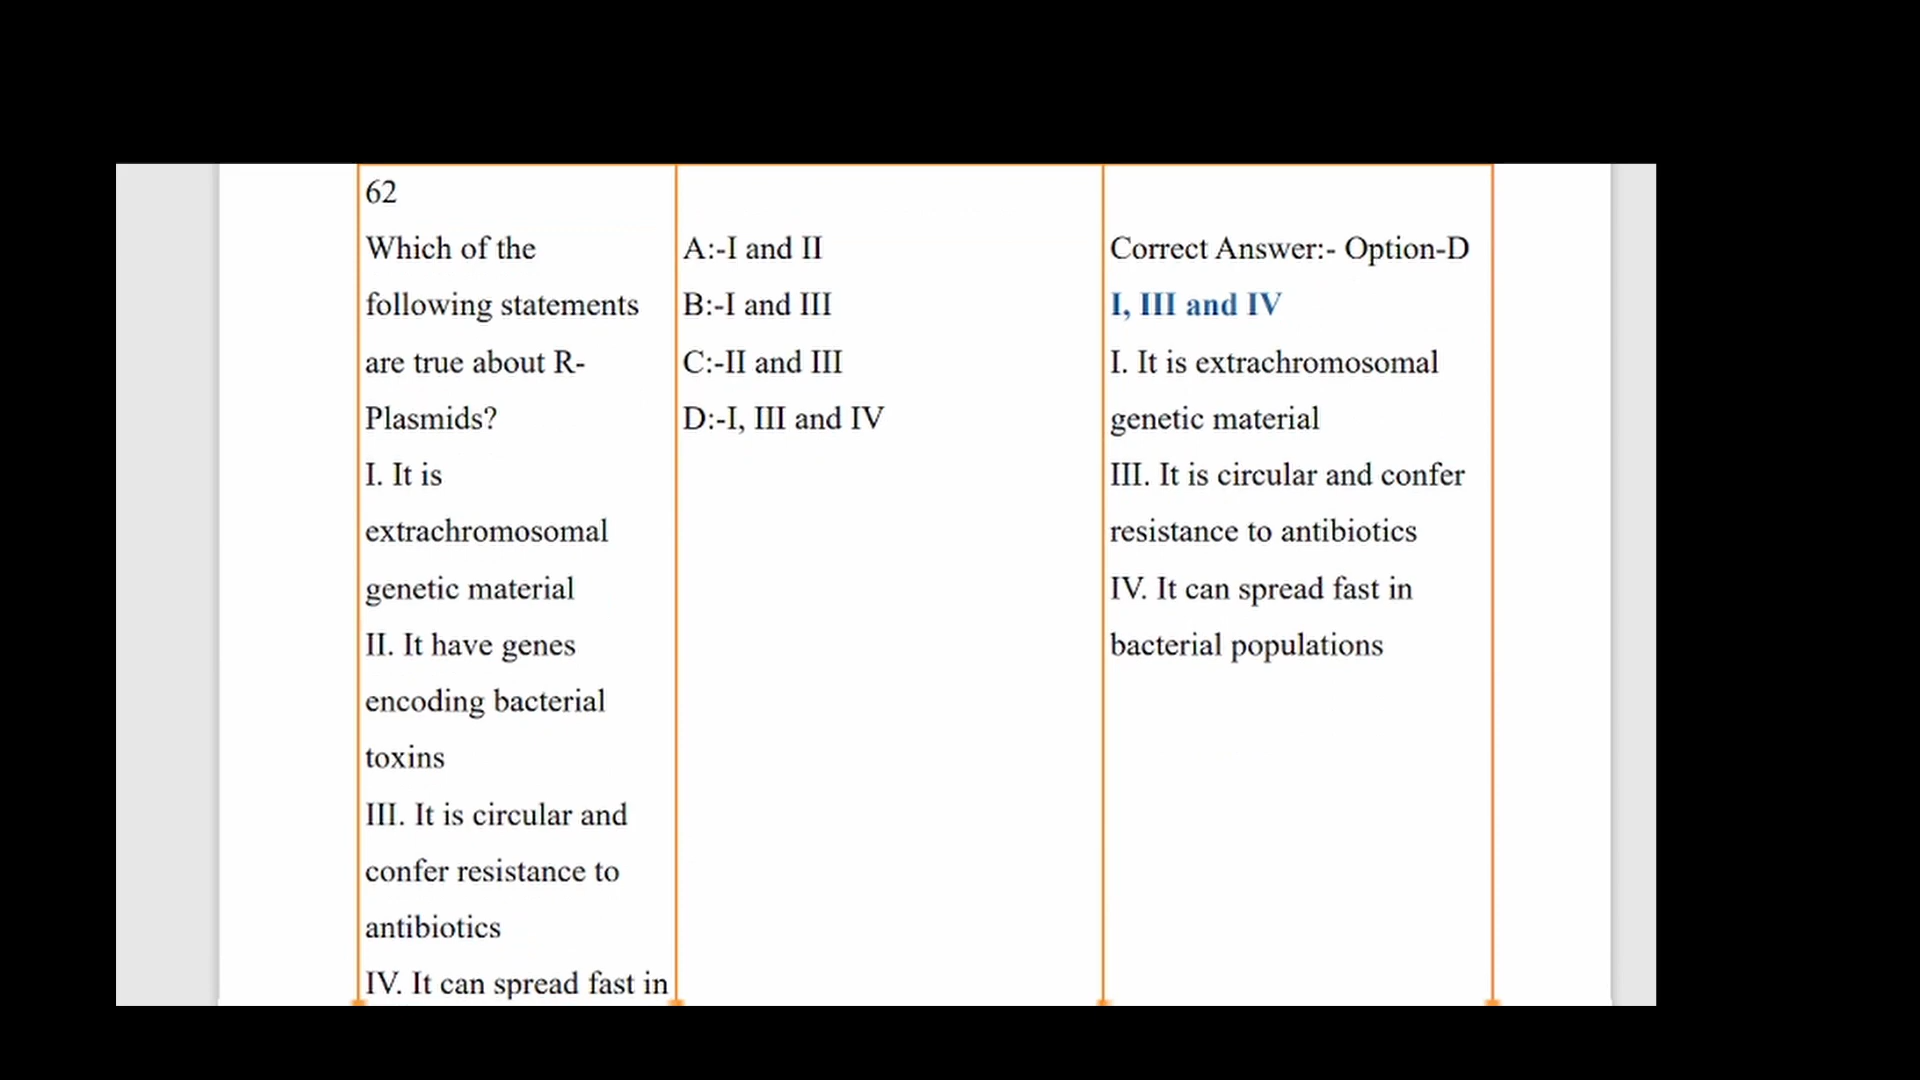 62
Which of the
following statements
are true about R-
Plasmids?
I. It is
extrachromosomal
genetic material
II. It have genes
encoding bacterial
toxins
III. It is circular and
confer resistance to
antibiotics
IV. It can spread fast in
A:-I and II
B:-I and III
C:-II and III
D:-I, III and IV
Correct Answer:- Option-D
I, III and IV
I. It is extrachromosomal
genetic material
III. It is circular and confer
resistance to antibiotics
IV. It can spread fast in
bacterial populations